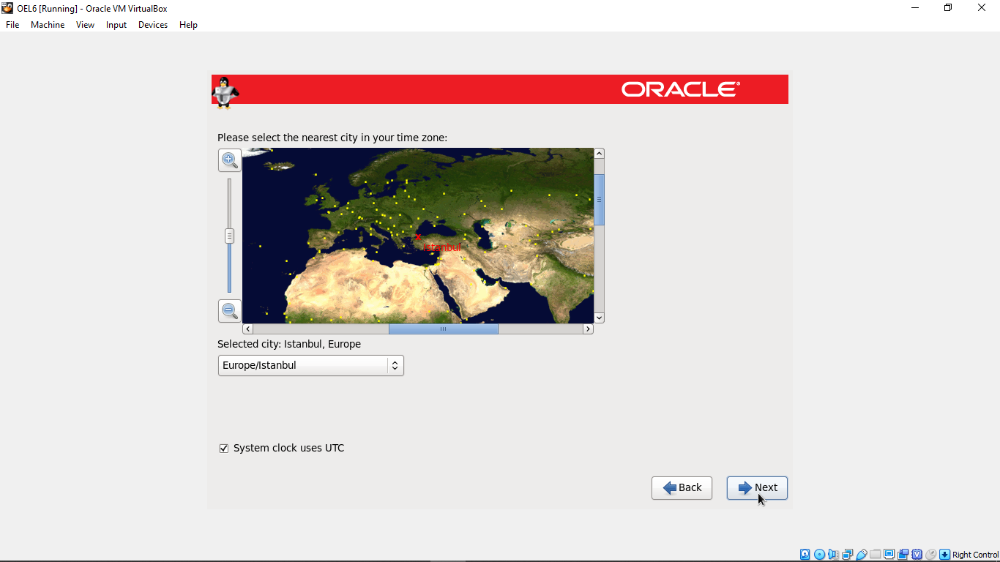 OEL6 [Running] - Oracle VM VirtualBox
File Machine View Input Devices Help
ORACLE®
Please select the nearest city in your time zone:
Istanbul
Selected city: Istanbul, Europe
Europe/Istanbul
System clock uses UTC
Back Next
Right Control